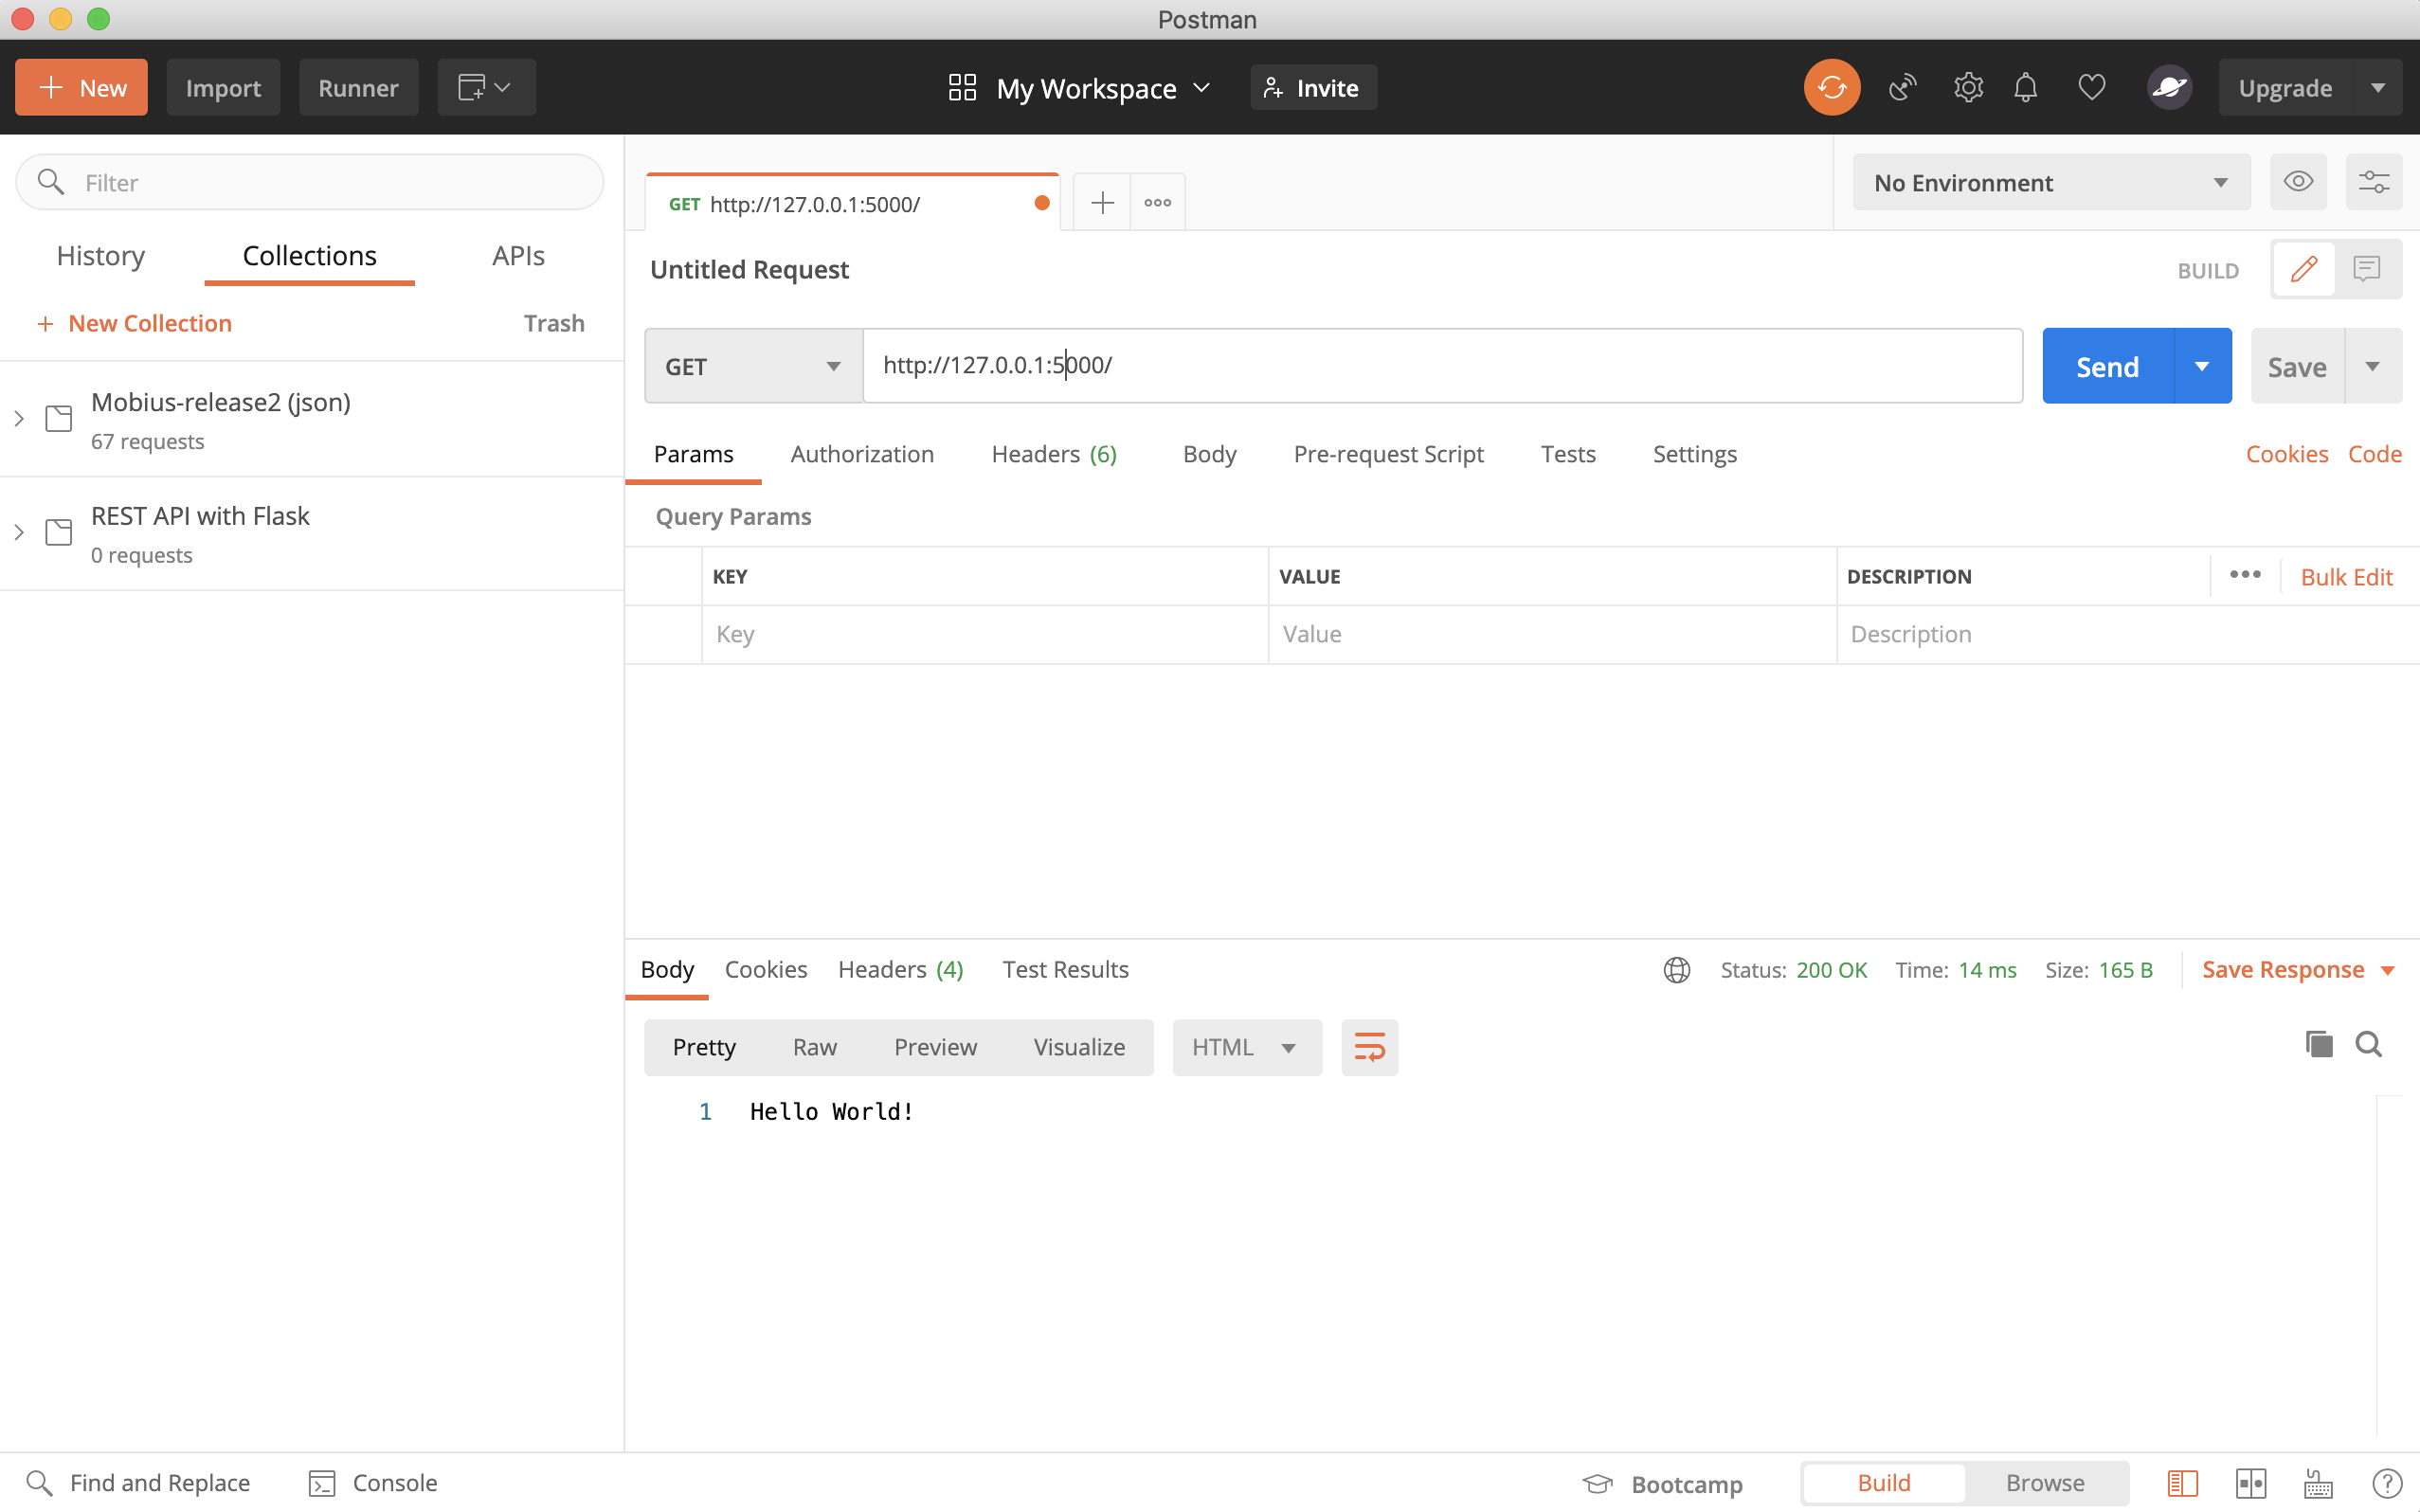 Postman
New Import Runner My Workspace Invite Upgrade
Filter
History Collections APIs
+ New Collection Trash
Mobius-release2 (json)
67 requests
REST API with Flask
0 requests
GET http://127.0.0.1:5000/
No Environment
Untitled Request BUILD
GET http://127.0.0.1:5000/ Send Save
Params Authorization Headers (6) Body Pre-request Script Tests Settings Cookies Code
Query Params
KEY VALUE DESCRIPTION ••• Bulk Edit
Key Value Description
Body Cookies Headers (4) Test Results Status: 200 OK Time: 14 ms Size: 165 B Save Response
Pretty Raw Preview Visualize HTML
1 Hello World!
Find and Replace Console Bootcamp Build Browse